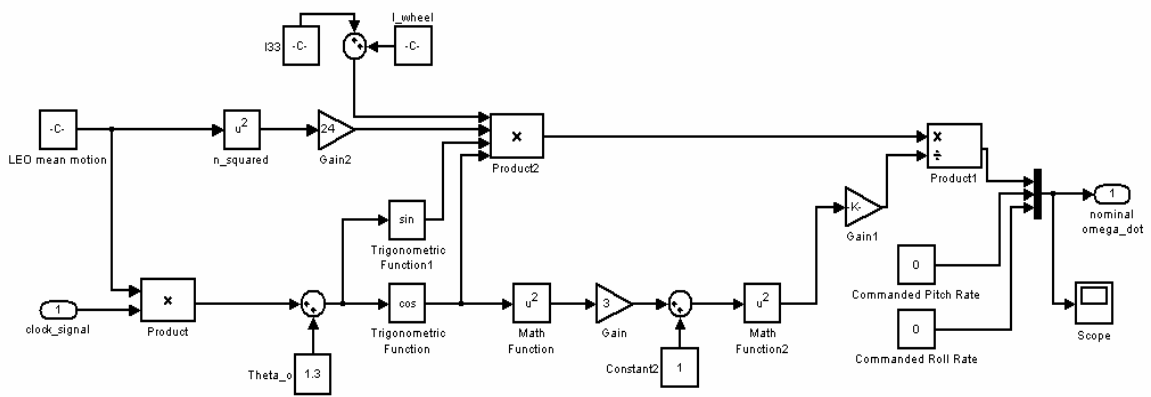 I_wheel
I33
-C-
-C-
-C-
LEO mean motion
u2
n_squared
24
Gain2
×
Product2
×
÷
Product1
sin
Trigonometric
Function1
-K-
Gain1
1
nominal
omega_dot
0
Commanded Pitch Rate
1
clock_signal
×
Product
cos
Trigonometric
Function
u2
Math
Function
3
Gain
u2
Math
Function2
0
Commanded Roll Rate
Scope
Theta_o
1.3
Constant2
1